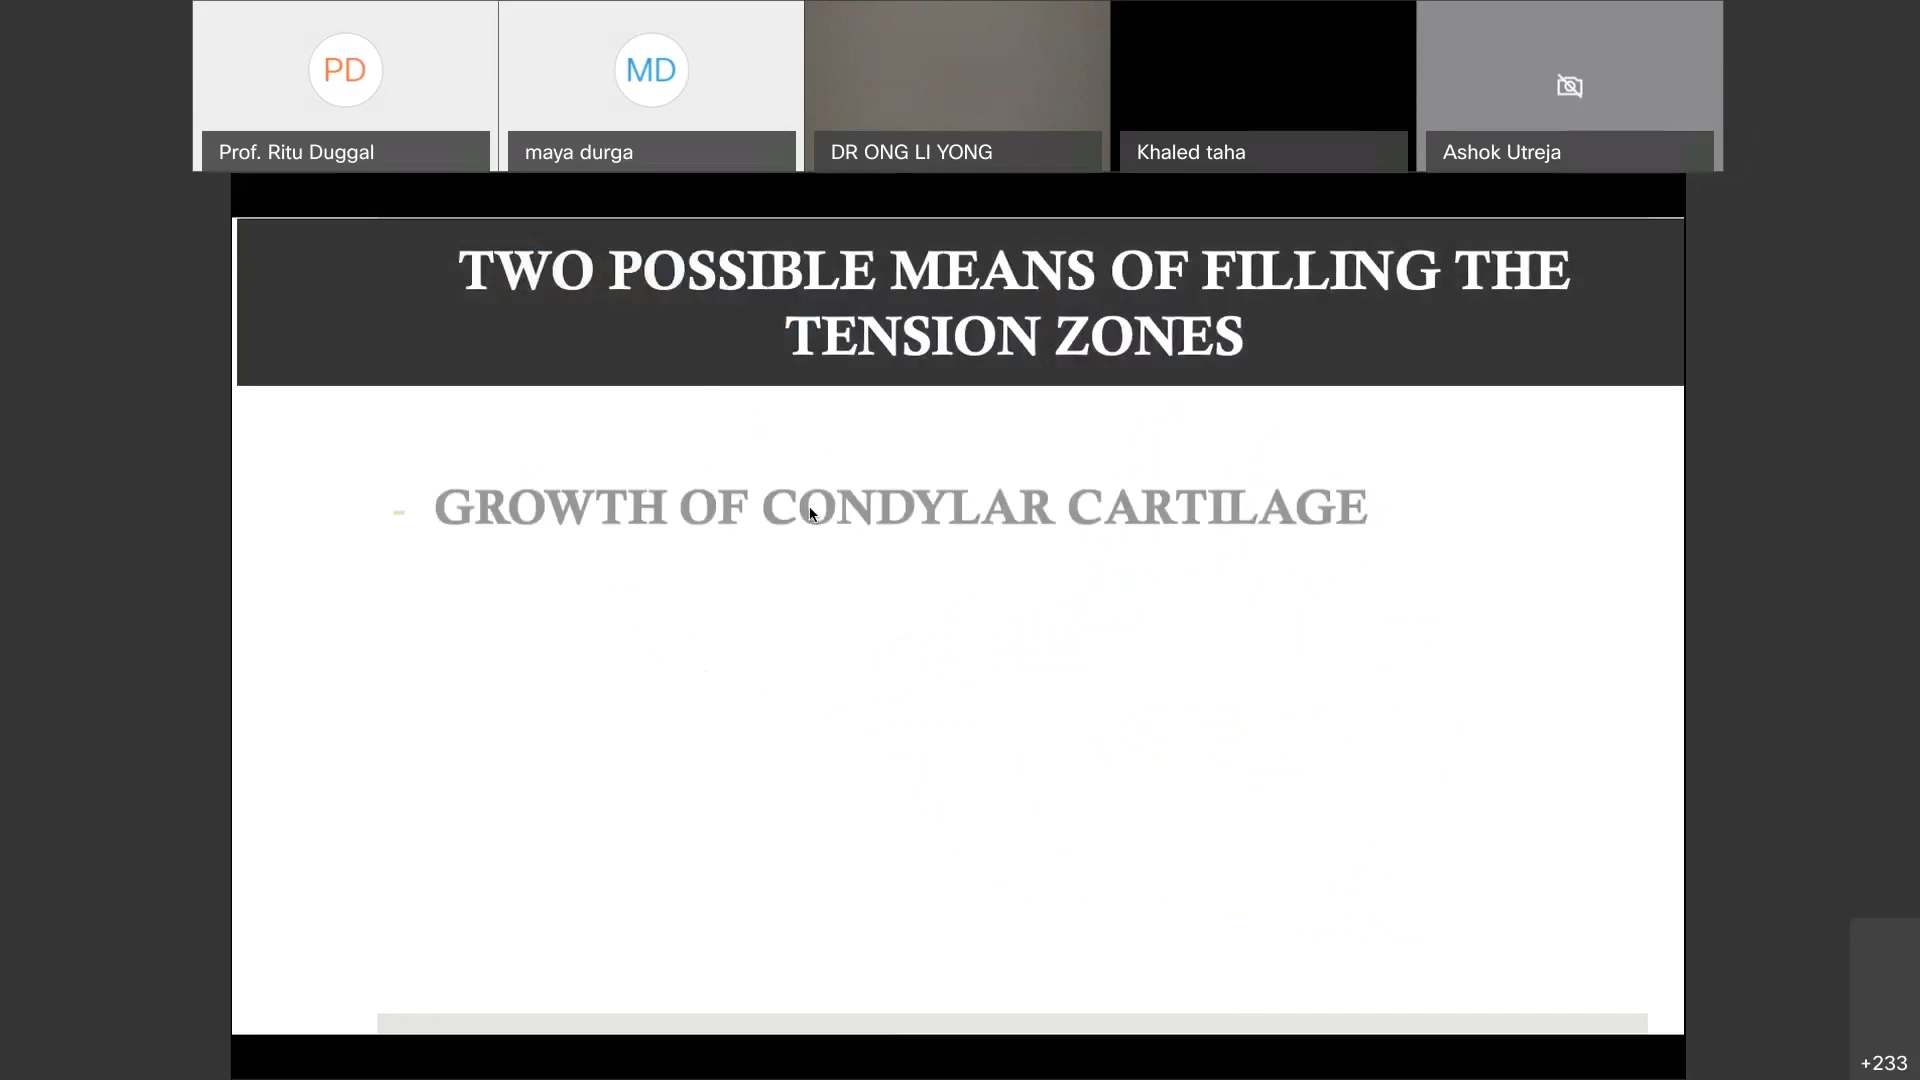 PD
MD
Prof. Ritu Duggal
maya durga
DR ONG LI YONG
Khaled taha
Ashok Utreja
TWO POSSIBLE MEANS OF FILLING THE
TENSION ZONES
- GROWTH OF CONDYLAR CARTILAGE
+233